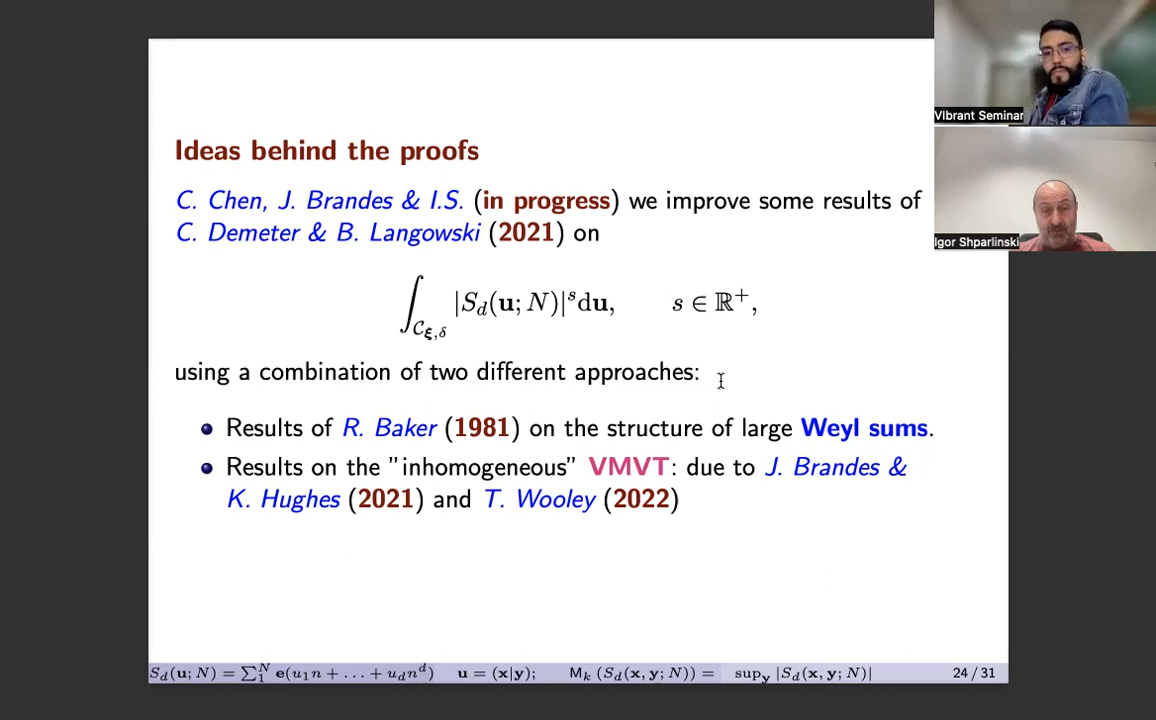 Ideas behind the proofs
C. Chen, J. Brandes & I.S. (in progress) we improve some results of
C. Demeter & B. Langowski (2021) on
∫_{𝒞_{ξ,δ}} |S_d(u; N)|^s du,   s ∈ ℝ^+,
using a combination of two different approaches:
• Results of R. Baker (1981) on the structure of large Weyl sums.
• Results on the "inhomogeneous" VMVT: due to J. Brandes &
K. Hughes (2021) and T. Wooley (2022)
S_d(u; N) = ∑_1^N e(u_1n + . . . + u_dn^d)   u = (x|y);   M_k (S_d(x, y; N)) = sup_y |S_d(x, y; N)|   24 / 31
VIbrant Seminar
Igor Shparlinski